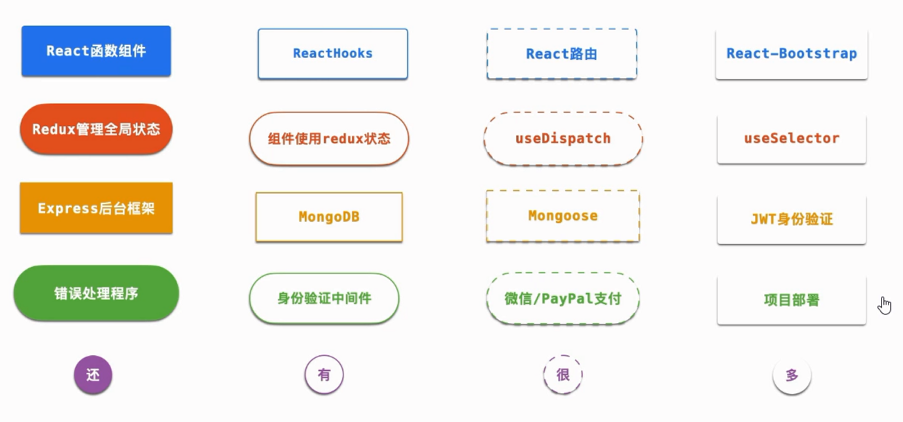 React函数组件
ReactHooks
React路由
React-Bootstrap
Redux管理全局状态
组件使用redux状态
useDispatch
useSelector
Express后台框架
MongoDB
Mongoose
JWT身份验证
错误处理程序
身份验证中间件
微信/PayPal支付
项目部署
还
有
很
多